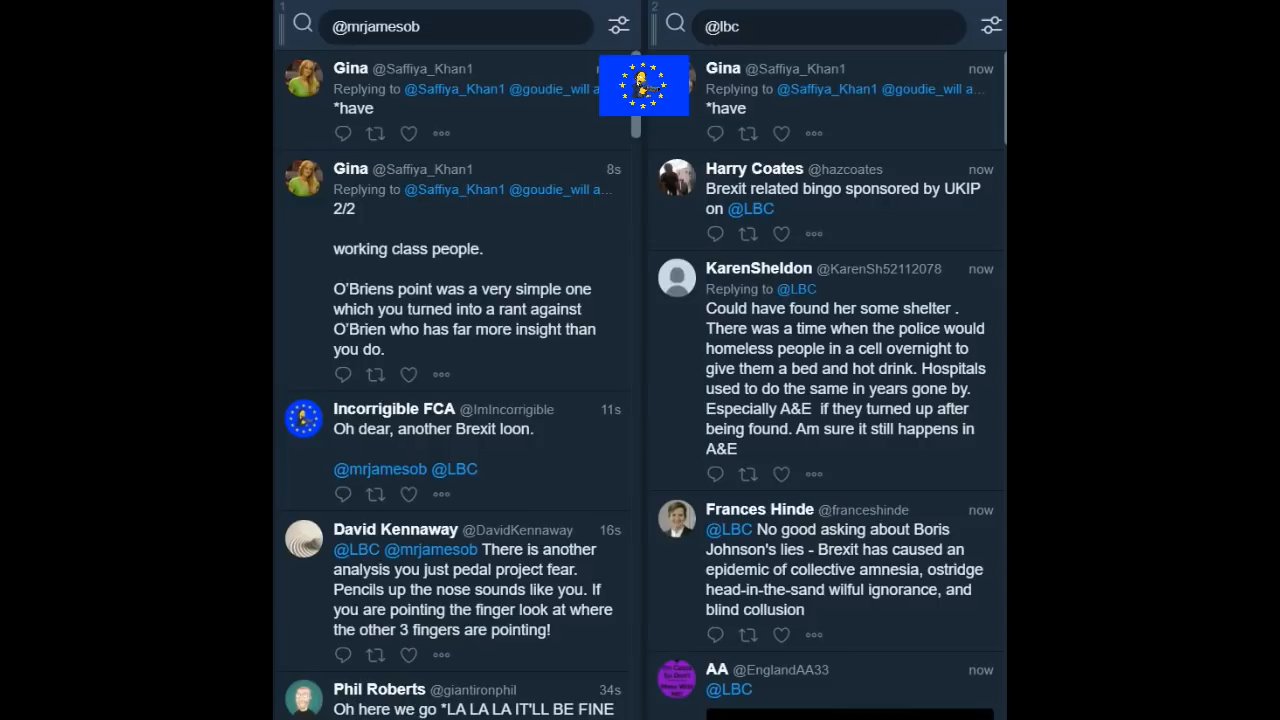 1
@mrjamesob
Gina @Saffiya_Khan1
Replying to @Saffiya_Khan1 @goudie_will a
*have
Gina @Saffiya_Khan1 8s
Replying to @Saffiya_Khan1 @goudie_will a...
2/2
working class people.
O'Briens point was a very simple one
which you turned into a rant against
O'Brien who has far more insight than
you do.
Incorrigible FCA @ImIncorrigible 11s
Oh dear, another Brexit loon.
@mrjamesob @LBC
David Kennaway @DavidKennaway 16s
@LBC @mrjamesob There is another
analysis you just pedal project fear.
Pencils up the nose sounds like you. If
you are pointing the finger look at where
the other 3 fingers are pointing!
Phil Roberts @giantironphil 34s
Oh here we go *LA LA LA IT'LL BE FINE
2
@lbc
Gina @Saffiya_Khan1 now
Replying to @Saffiya_Khan1 @goudie_will a...
*have
Harry Coates @hazcoates now
Brexit related bingo sponsored by UKIP
on @LBC
KarenSheldon @KarenSh52112078 now
Replying to @LBC
Could have found her some shelter .
There was a time when the police would
homeless people in a cell overnight to
give them a bed and hot drink. Hospitals
used to do the same in years gone by.
Especially A&E  if they turned up after
being found. Am sure it still happens in
A&E
Frances Hinde @franceshinde now
@LBC No good asking about Boris
Johnson's lies - Brexit has caused an
epidemic of collective amnesia, ostridge
head-in-the-sand wilful ignorance, and
blind collusion
AA @EnglandAA33 now
@LBC